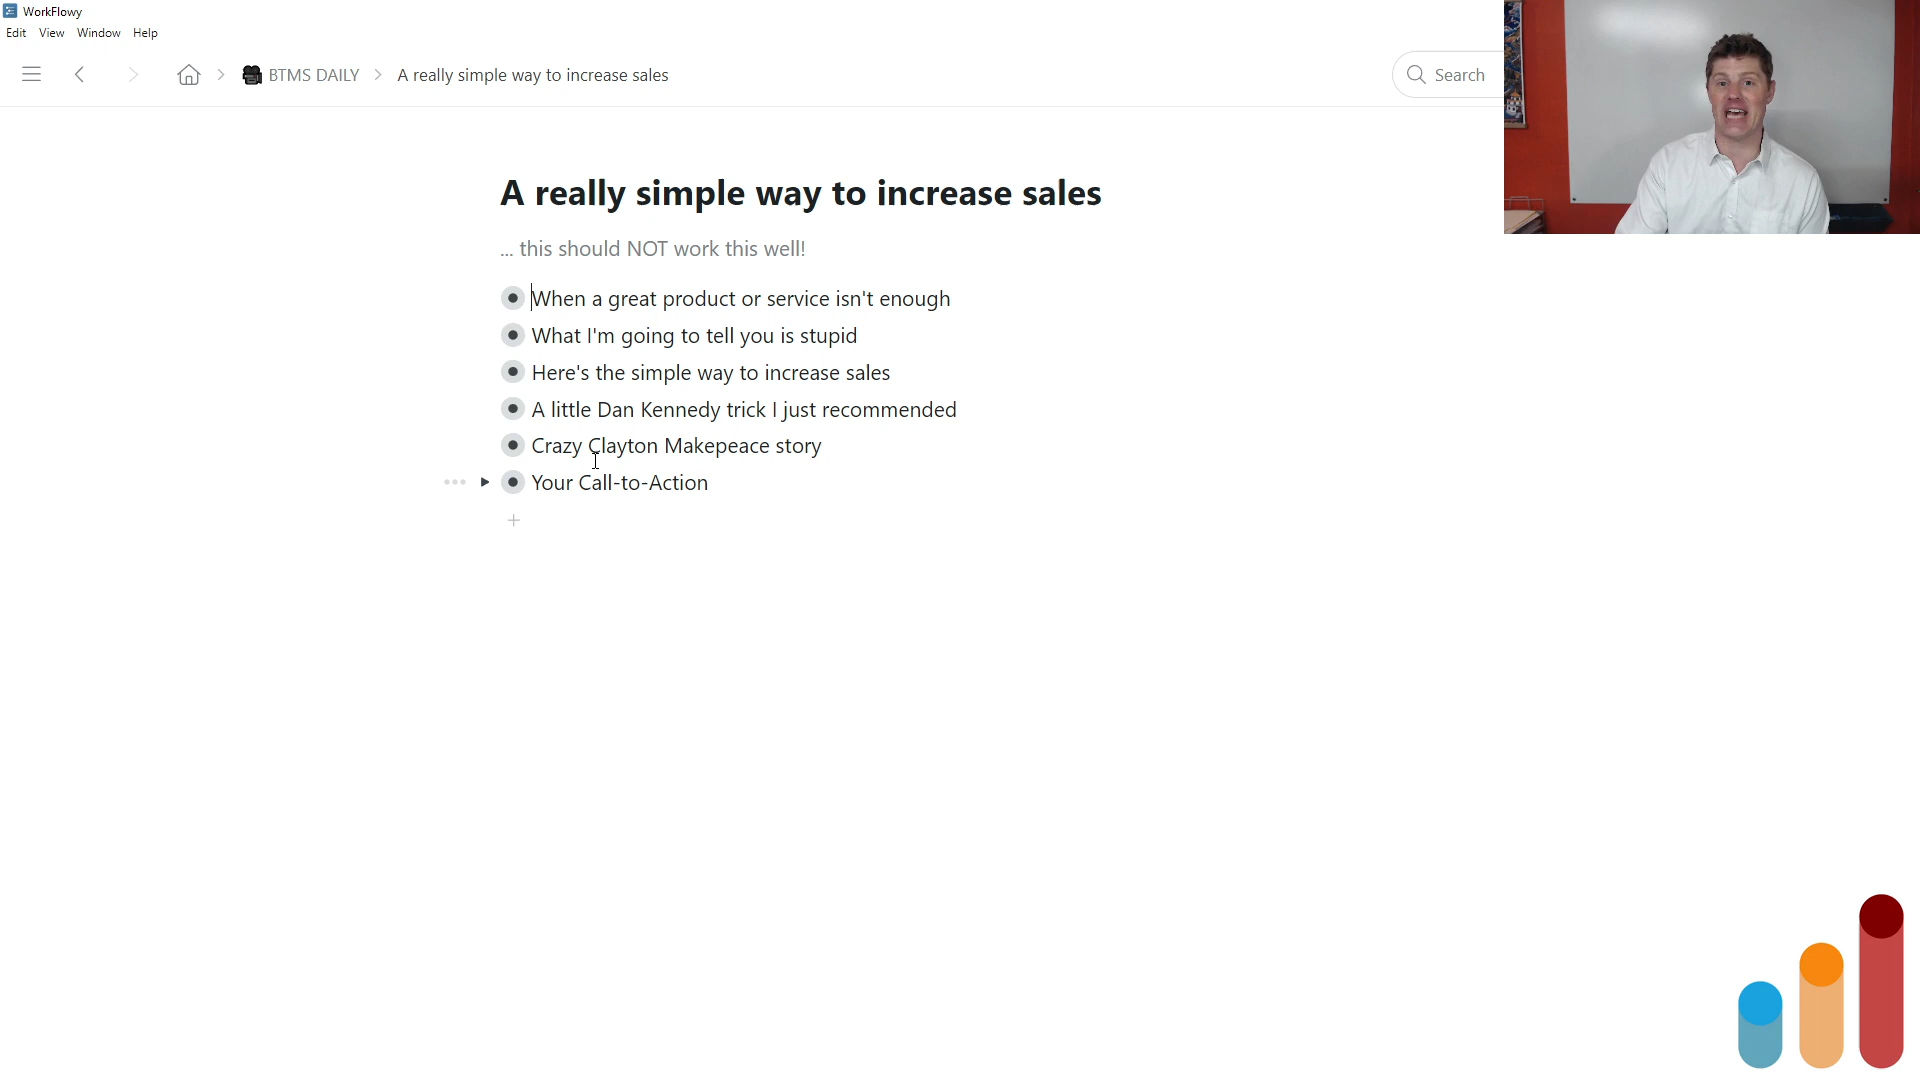 WorkFlowy
Edit View Window Help
BTMS DAILY > A really simple way to increase sales
Search
A really simple way to increase sales
... this should NOT work this well!
When a great product or service isn't enough
What I'm going to tell you is stupid
Here's the simple way to increase sales
A little Dan Kennedy trick I just recommended
Crazy Clayton Makepeace story
Your Call-to-Action